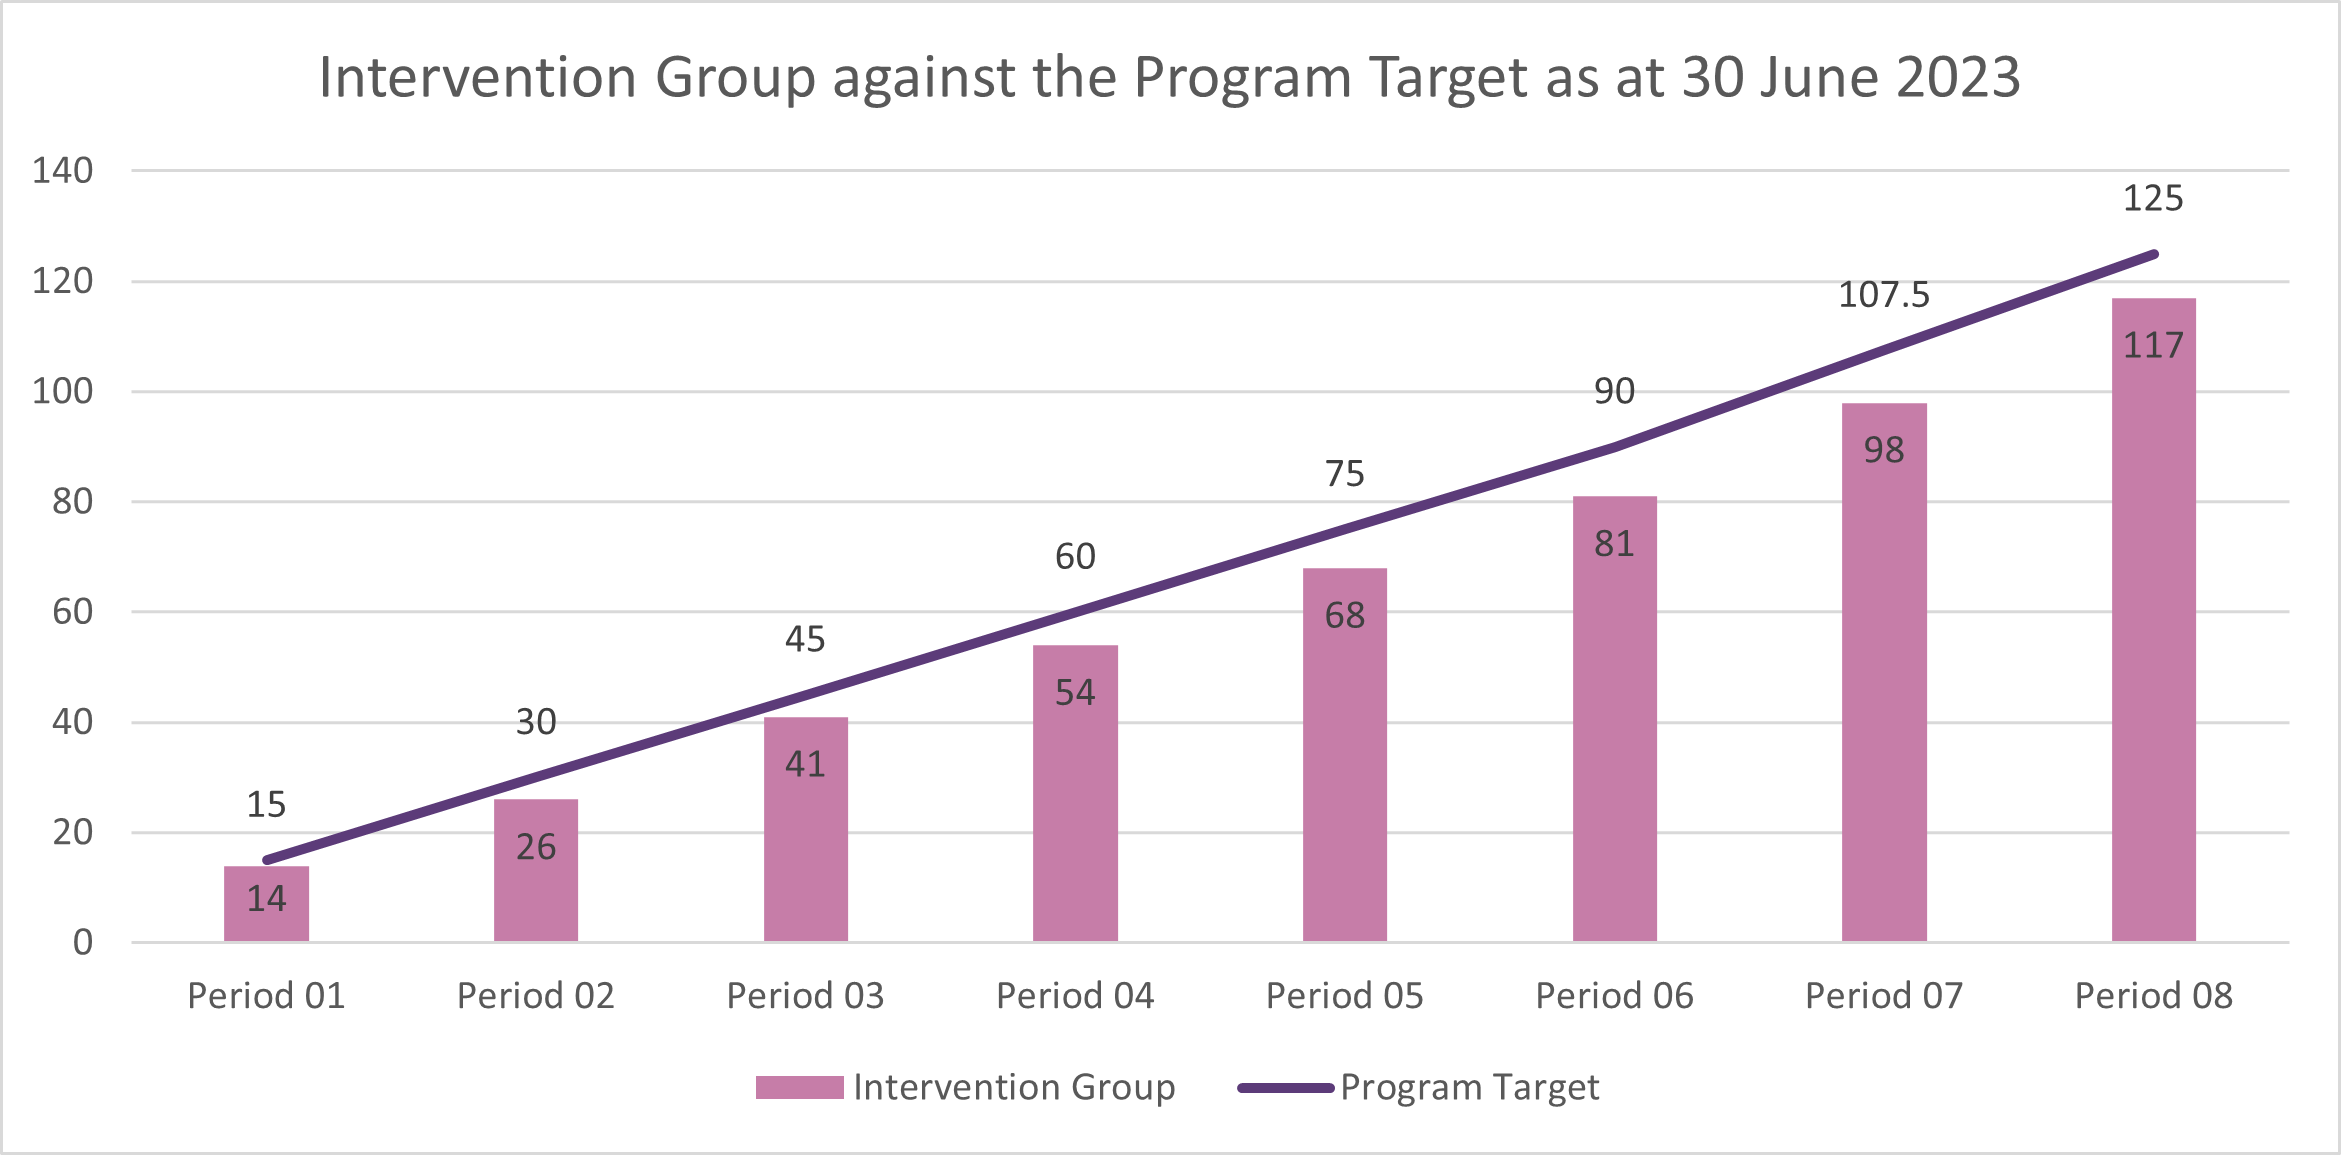 Intervention Group against the Program Target as at 30 June 2023
140
120
100
80
60
40
20
0
15
30
45
60
75
90
107.5
125
14
26
41
54
68
81
98
117
Period 01
Period 02
Period 03
Period 04
Period 05
Period 06
Period 07
Period 08
Intervention Group
Program Target